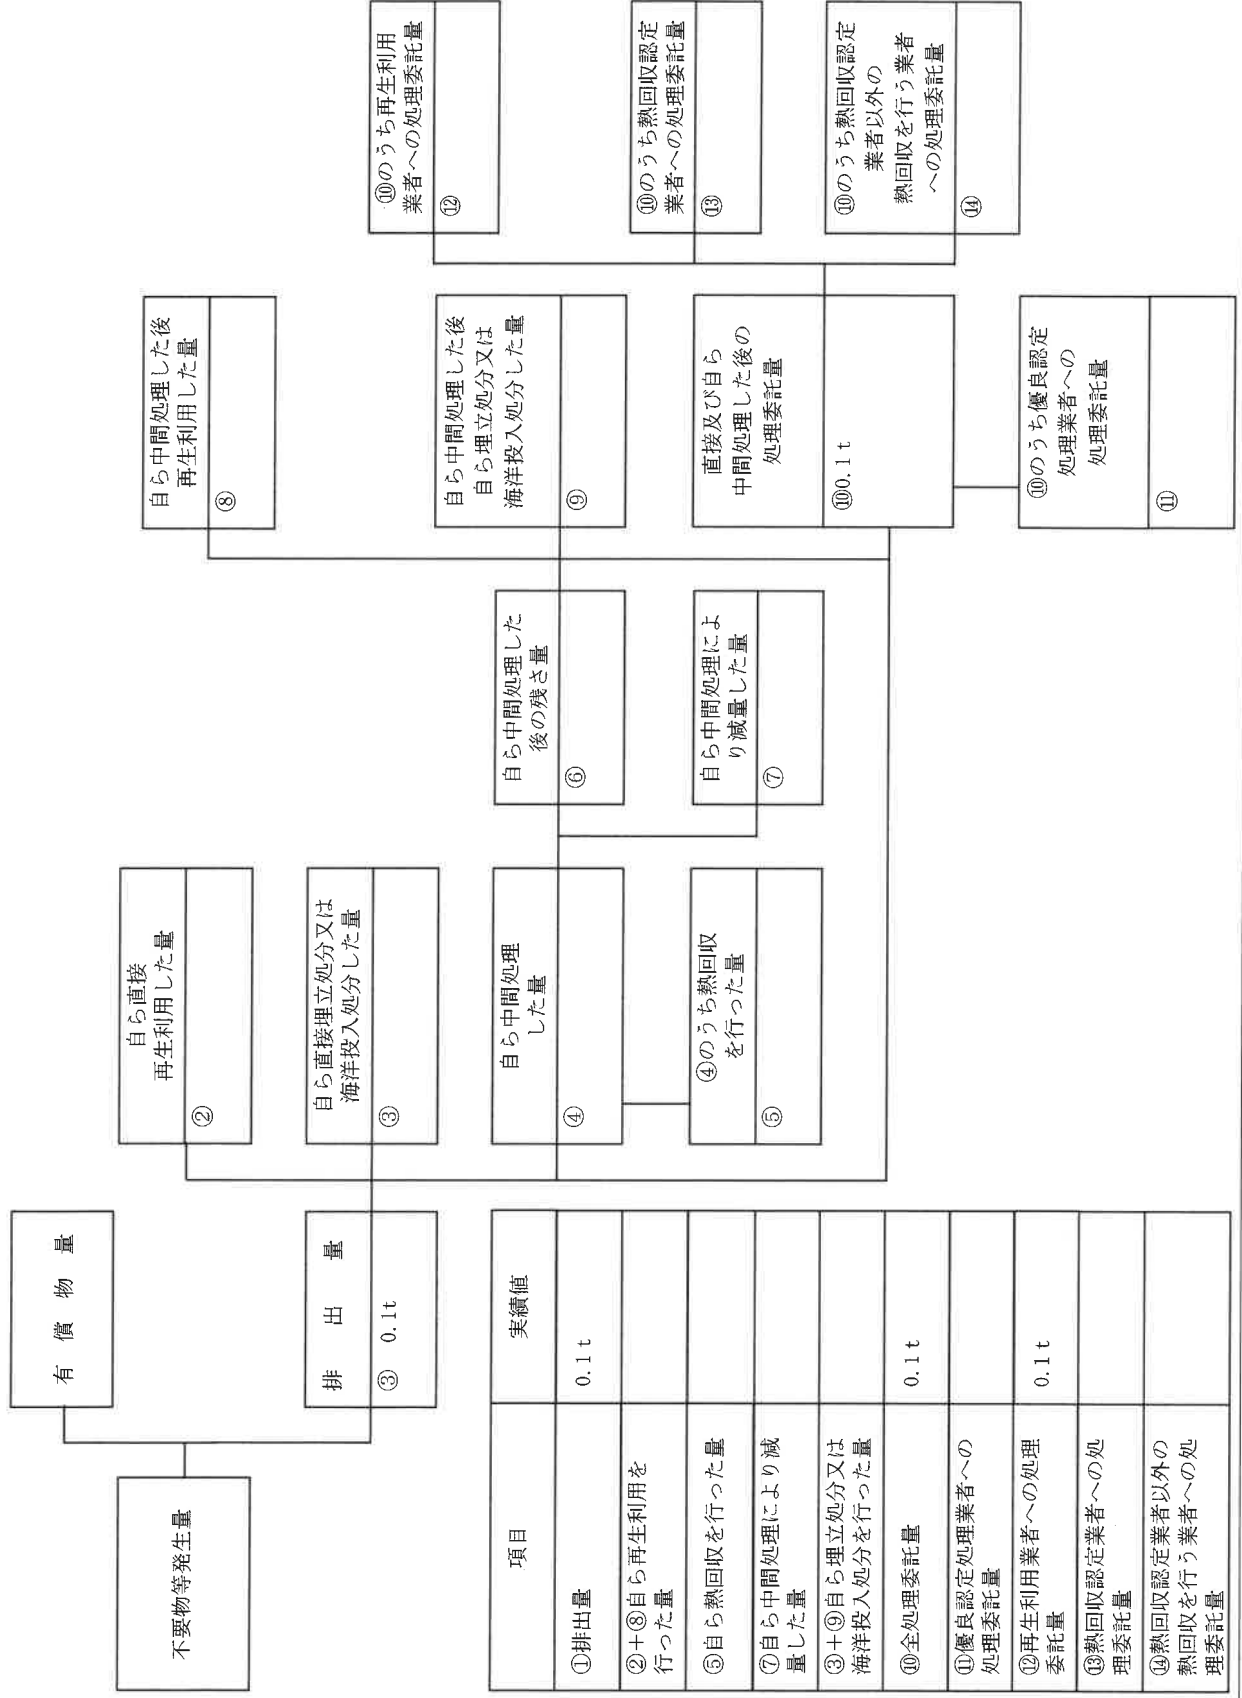 不要物等発生量
有償物量
排出量
③ 0.1t
自ら直接
再生利用した量
②
自ら直接埋立処分又は
海洋投入処分した量
③
自ら中間処理
した量
④
④のうち熱回収
を行った量
⑤
自ら中間処理した
後の残さ量
⑥
自ら中間処理によ
り減量した量
⑦
自ら中間処理した後
再生利用した量
⑧
自ら中間処理した後
自ら埋立処分又は
海洋投入処分した量
⑨
直接及び自ら
中間処理した後の
処理委託量
⑩0.1t
⑩のうち優良認定
処理業者への
処理委託量
⑪
⑩のうち再生利用
業者への処理委託量
⑫
⑩のうち熱回収認定
業者への処理委託量
⑬
⑩のうち熱回収認定
業者以外の
熱回収を行う業者
への処理委託量
⑭
項目 実績値
①排出量 0.1t
②+⑧自ら再生利用を
行った量
⑤自ら熱回収を行った量
⑦自ら中間処理により減
量した量
③+⑨自ら埋立処分又は
海洋投入処分を行った量
⑩全処理委託量 0.1t
⑪優良認定処理業者への
処理委託量
⑫再生利用業者への処理
委託量 0.1t
⑬熱回収認定業者への処
理委託量
⑭熱回収認定業者以外の
熱回収を行う業者への処
理委託量